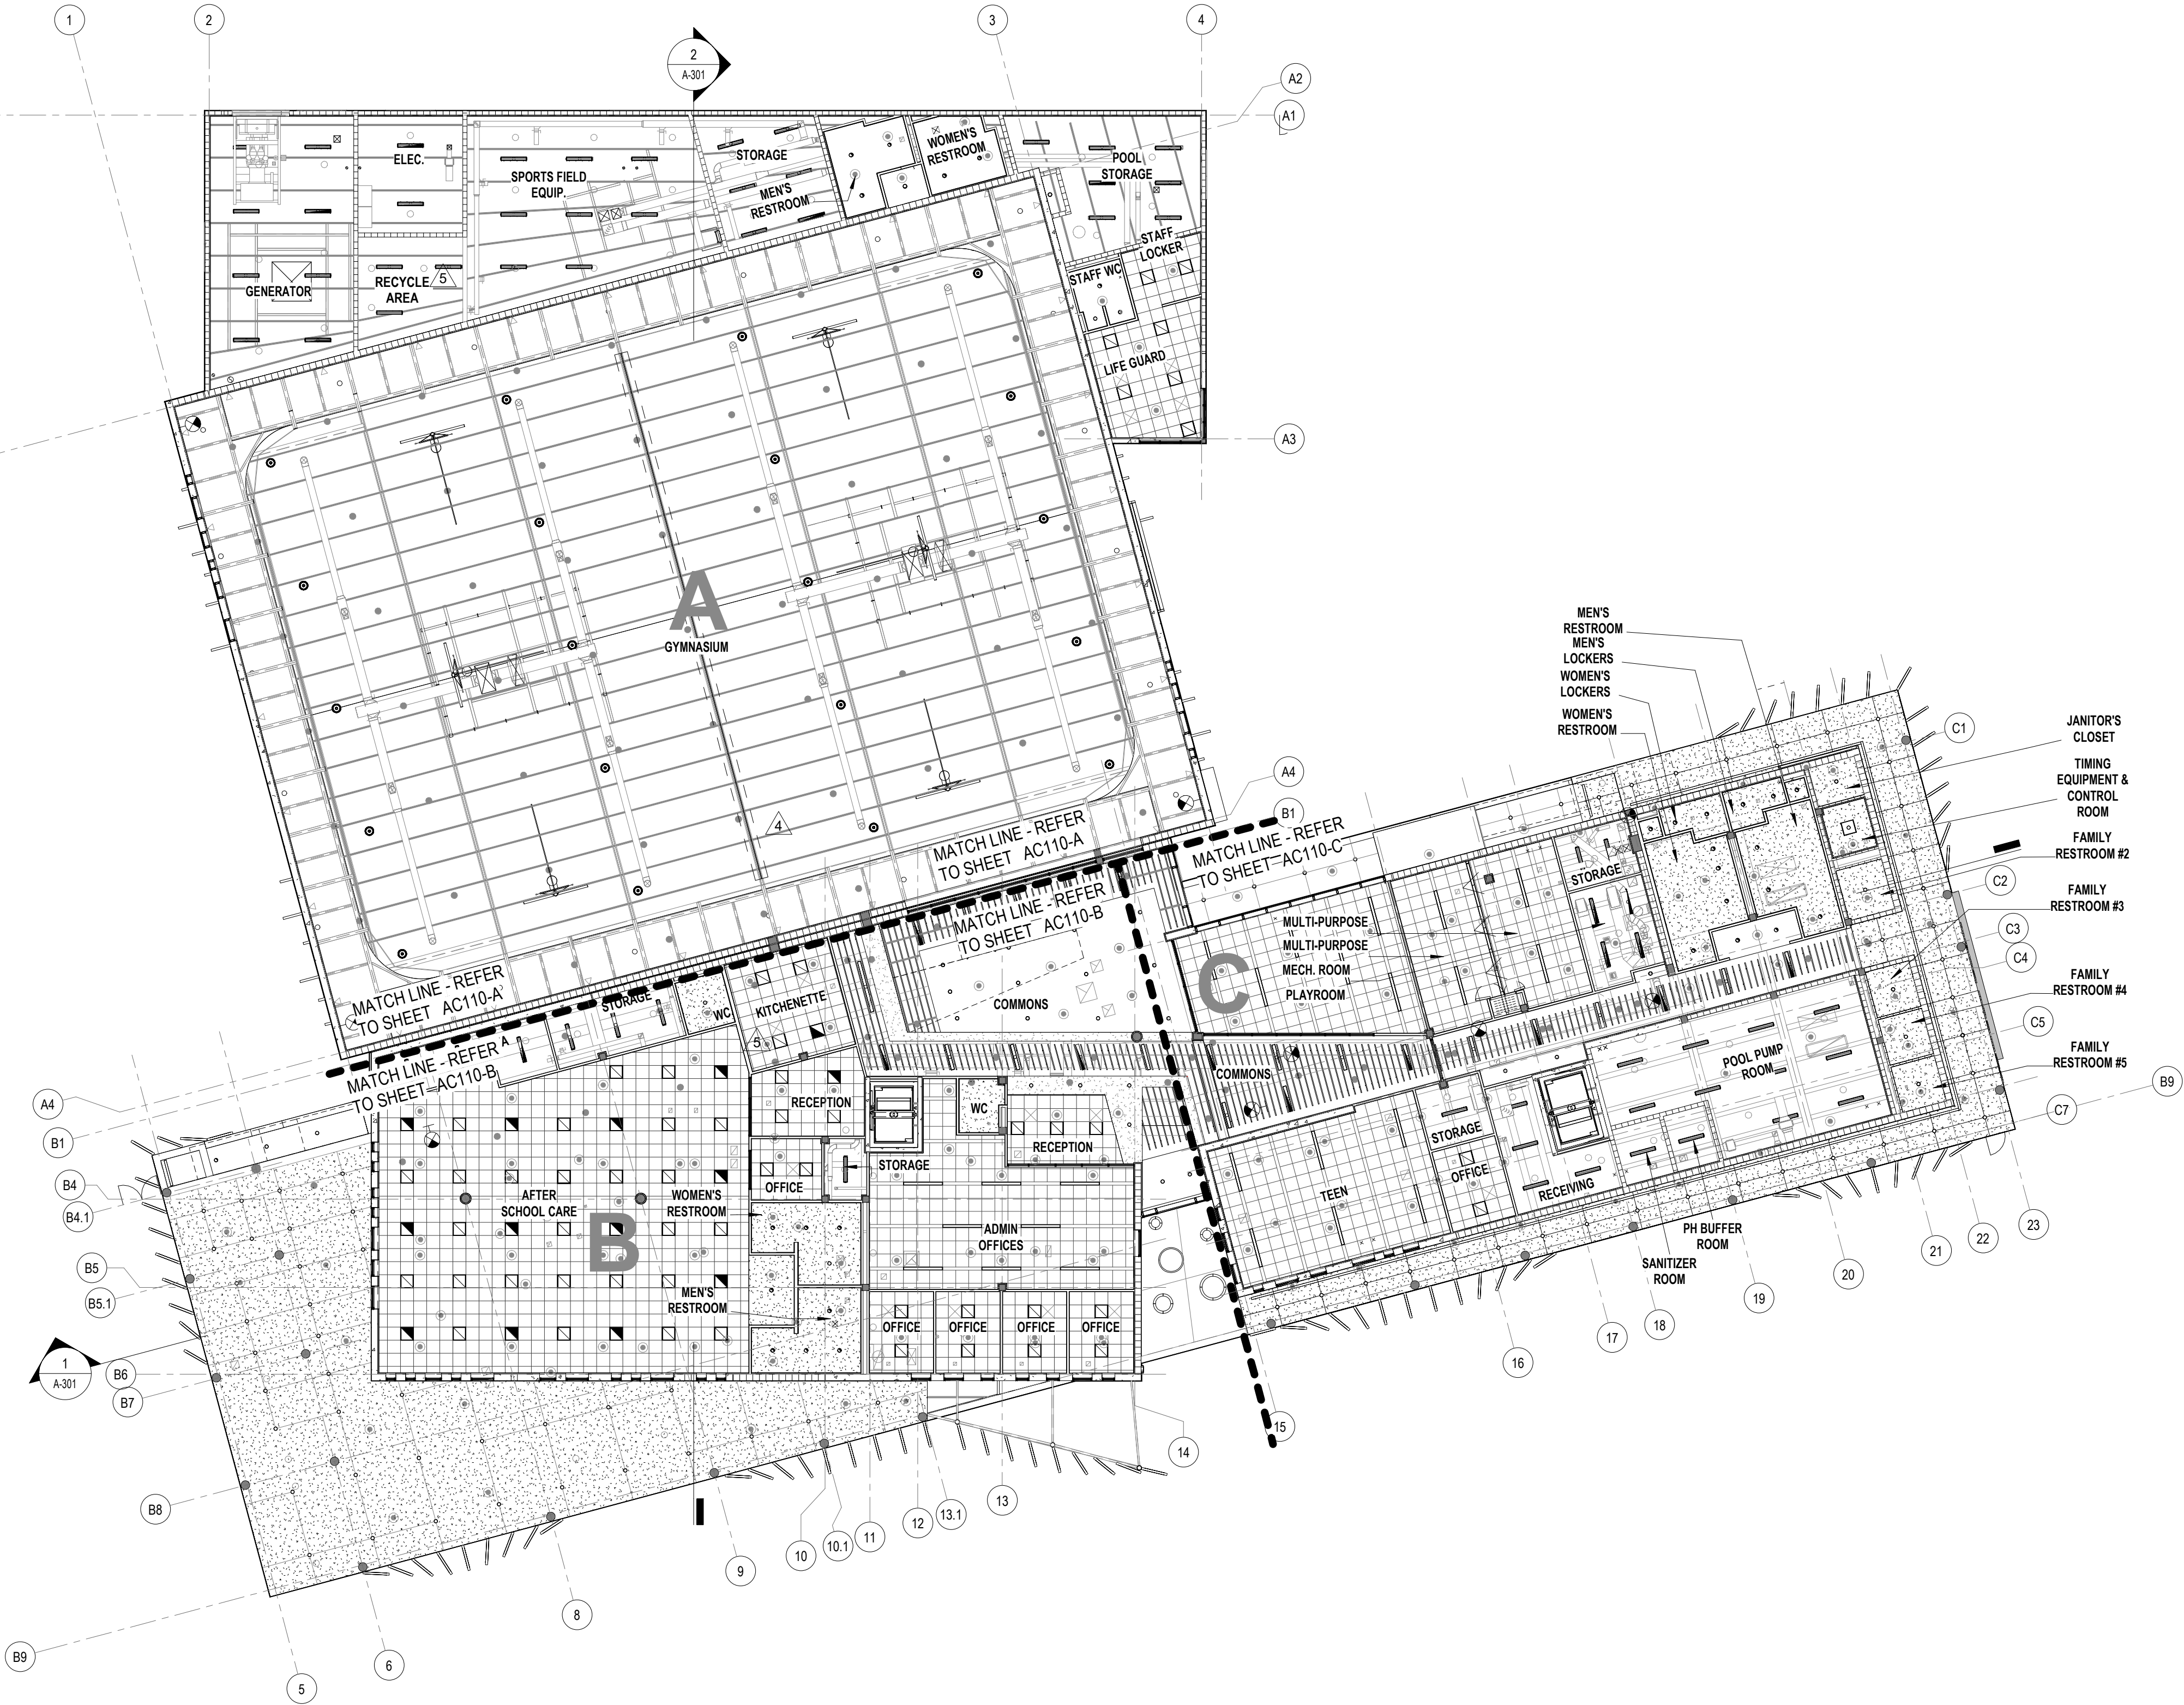 1
2
3
4
2
A-301
A2
A1
ELEC.
SPORTS FIELD
EQUIP.
STORAGE
MEN'S
RESTROOM
WOMEN'S
RESTROOM
POOL
STORAGE
STAFF
LOCKER
STAFF WC
LIFE GUARD
GENERATOR
RECYCLE
AREA
5
A3
A
GYMNASIUM
4
MATCH LINE - REFER
TO SHEET AC110-A
A4
B1
MATCH LINE - REFER
TO SHEET AC110-C
MATCH LINE - REFER
TO SHEET AC110-B
MEN'S
RESTROOM
MEN'S
LOCKERS
WOMEN'S
LOCKERS
WOMEN'S
RESTROOM
C1
JANITOR'S
CLOSET
TIMING
EQUIPMENT &
CONTROL
ROOM
FAMILY
RESTROOM #2
C2
FAMILY
RESTROOM #3
C3
C4
FAMILY
RESTROOM #4
C5
FAMILY
RESTROOM #5
B9
C7
STORAGE
MULTI-PURPOSE
MULTI-PURPOSE
MECH. ROOM
PLAYROOM
C
COMMONS
MATCH LINE - REFER
TO SHEET AC110-A
STORAGE
WC
KITCHENETTE
5
MATCH LINE - REFER
TO SHEET AC110-B
COMMONS
POOL PUMP
ROOM
A4
B1
B4
B4.1
B5
B5.1
1
A-301
B6
B7
B8
B9
RECEPTION
WC
RECEPTION
STORAGE
OFFICE
AFTER
SCHOOL CARE
B
WOMEN'S
RESTROOM
MEN'S
RESTROOM
ADMIN
OFFICES
OFFICE
OFFICE
OFFICE
OFFICE
STORAGE
OFFICE
TEEN
RECEIVING
PH BUFFER
ROOM
SANITIZER
ROOM
23
22
21
20
19
18
17
16
15
14
13
13.1
12
11
10.1
10
9
8
6
5